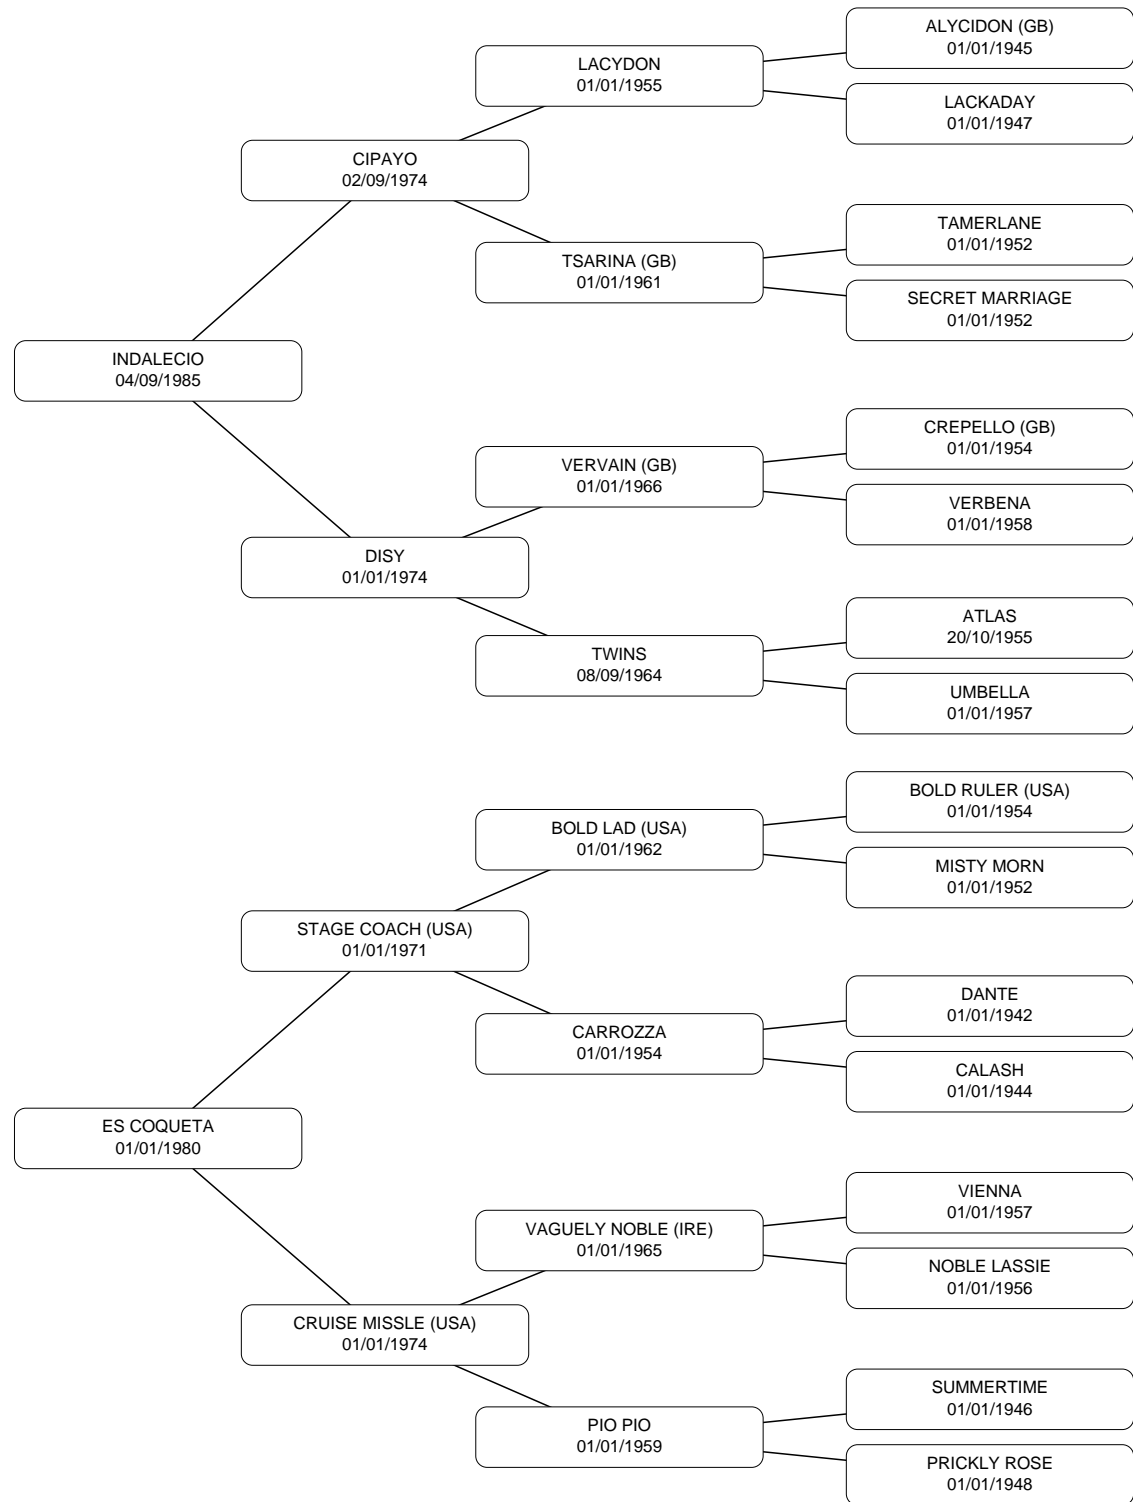 ALYCIDON (GB)
01/01/1945
LACYDON
01/01/1955
LACKADAY
01/01/1947
CIPAYO
02/09/1974
TAMERLANE
01/01/1952
TSARINA (GB)
01/01/1961
SECRET MARRIAGE
01/01/1952
INDALECIO
04/09/1985
CREPELLO (GB)
01/01/1954
VERVAIN (GB)
01/01/1966
VERBENA
01/01/1958
DISY
01/01/1974
ATLAS
20/10/1955
TWINS
08/09/1964
UMBELLA
01/01/1957
BOLD RULER (USA)
01/01/1954
BOLD LAD (USA)
01/01/1962
MISTY MORN
01/01/1952
STAGE COACH (USA)
01/01/1971
DANTE
01/01/1942
CARROZZA
01/01/1954
CALASH
01/01/1944
ES COQUETA
01/01/1980
VIENNA
01/01/1957
VAGUELY NOBLE (IRE)
01/01/1965
NOBLE LASSIE
01/01/1956
CRUISE MISSLE (USA)
01/01/1974
SUMMERTIME
01/01/1946
PIO PIO
01/01/1959
PRICKLY ROSE
01/01/1948